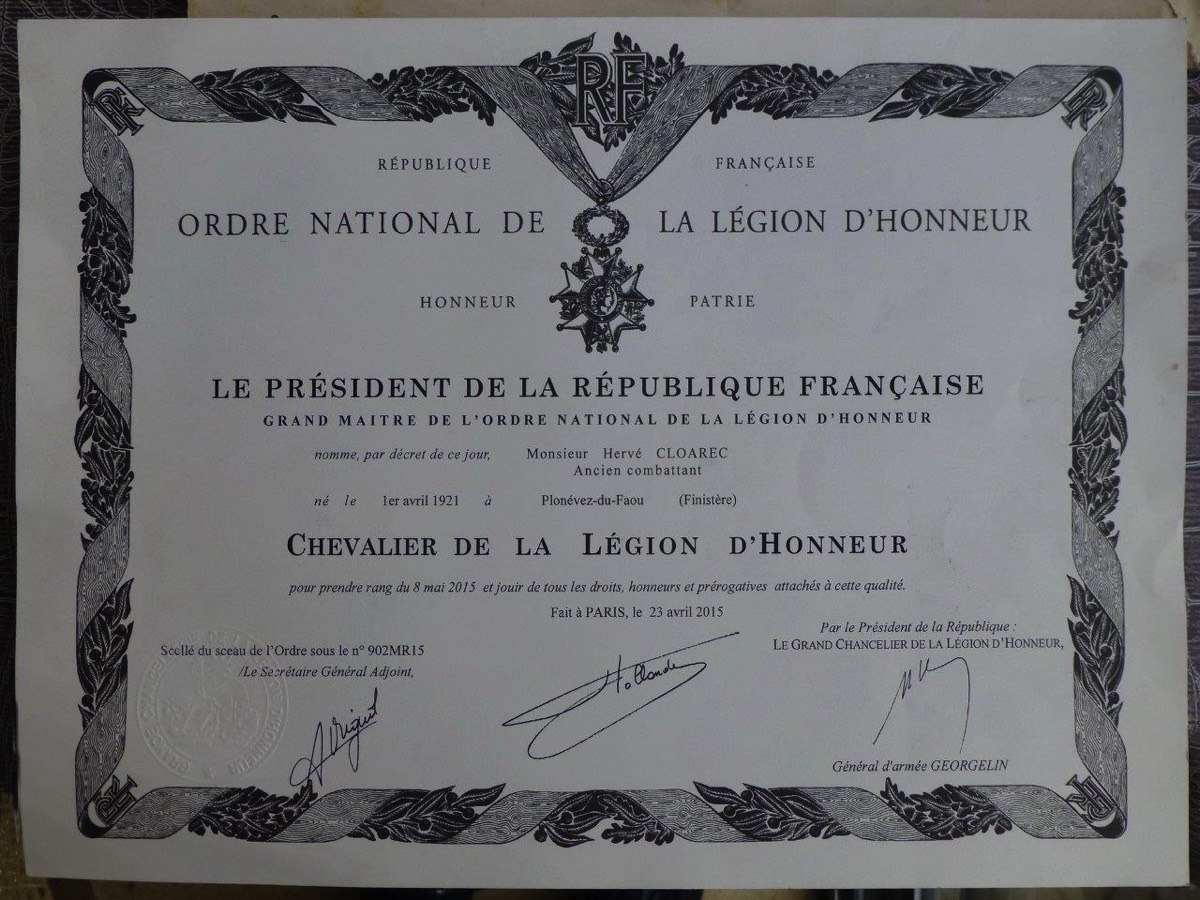 RF
RF
RF
RÉPUBLIQUE FRANÇAISE
ORDRE NATIONAL DE LA LÉGION D'HONNEUR
HONNEUR PATRIE
LE PRÉSIDENT DE LA RÉPUBLIQUE FRANÇAISE
GRAND MAITRE DE L'ORDRE NATIONAL DE LA LÉGION D'HONNEUR
nomme, par décret de ce jour, Monsieur Hervé CLOAREC
Ancien combattant
né le 1er avril 1921 à Plonévez-du-Faou (Finistère)
CHEVALIER DE LA LÉGION D'HONNEUR
pour prendre rang du 8 mai 2015 et jouir de tous les droits, honneurs et prérogatives attachés à cette qualité.
Fait à PARIS, le 23 avril 2015
Par le Président de la République :
LE GRAND CHANCELIER DE LA LÉGION D'HONNEUR,
Scellé du sceau de l'Ordre sous le n° 902MR15
/Le Secrétaire Général Adjoint,
Hollande
Général d'armée GEORGELIN
RF
RF